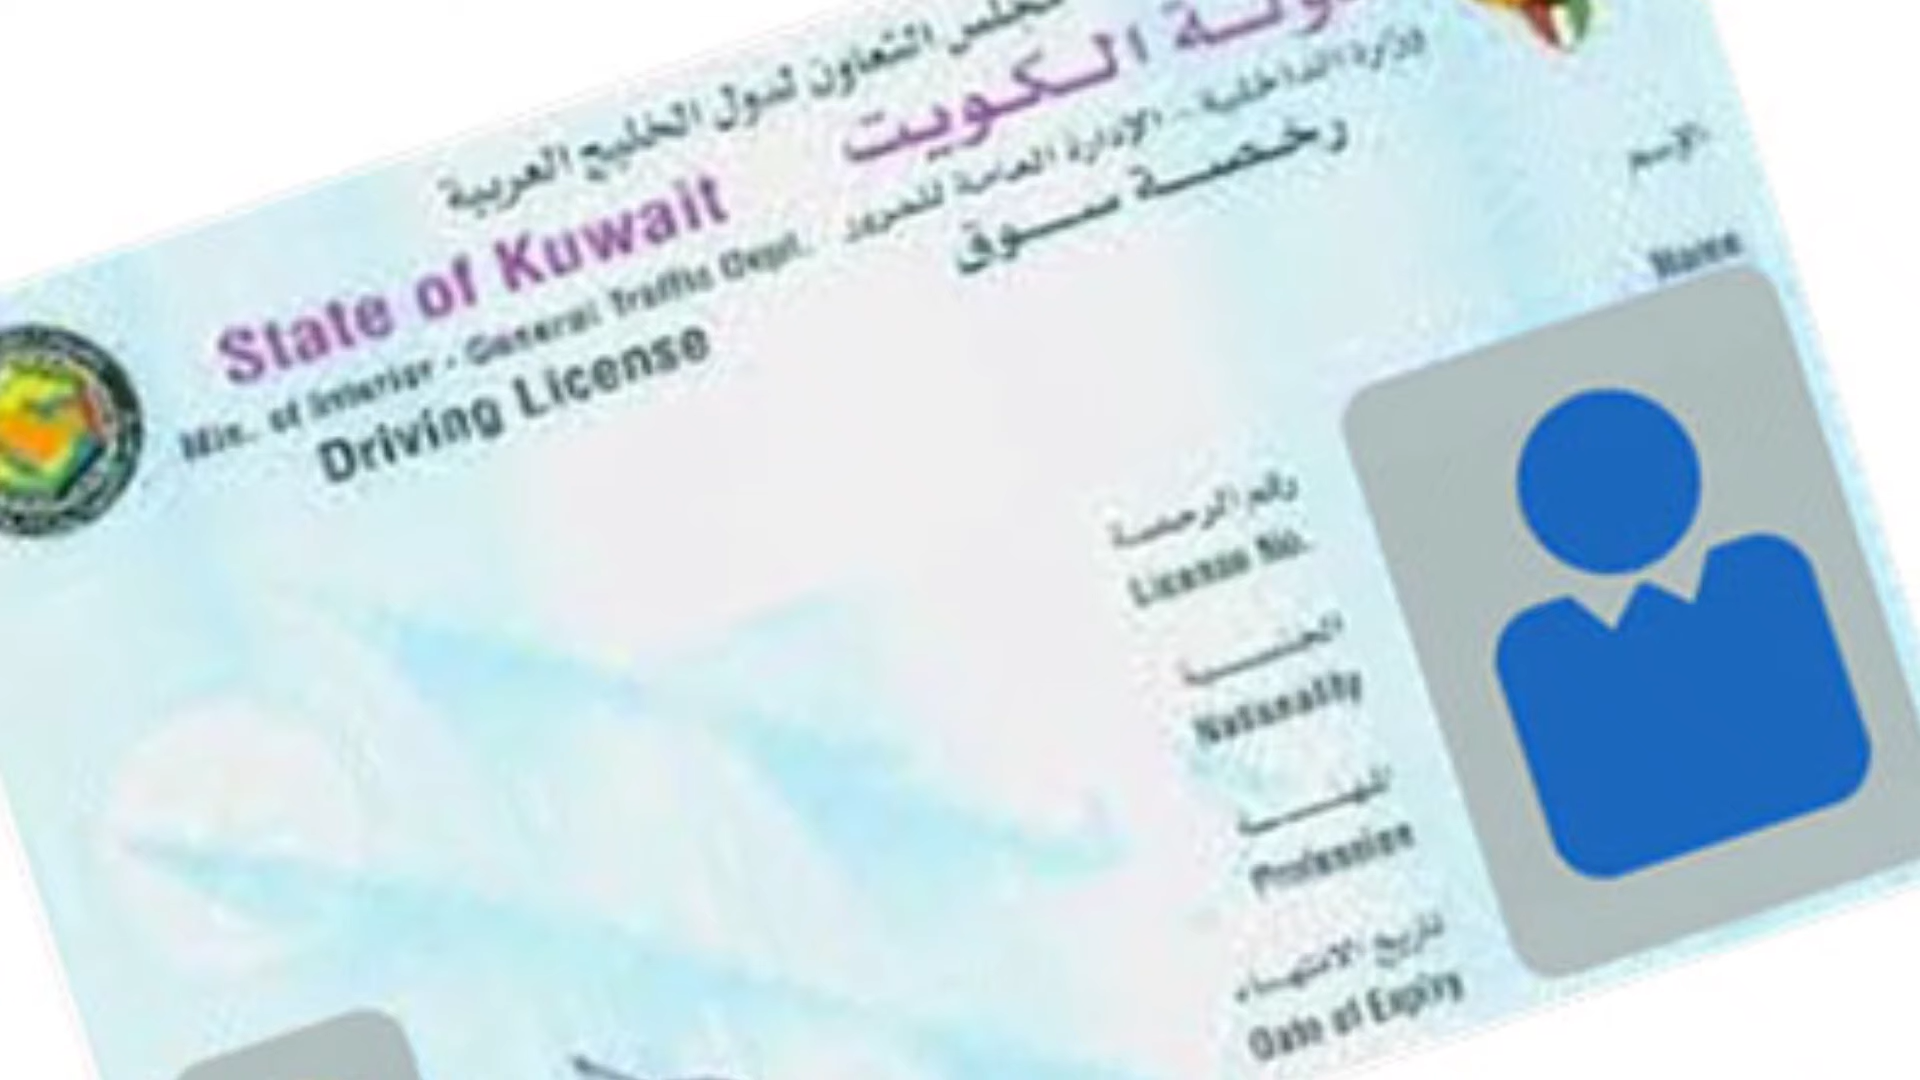 مجلس التعاون لدول الخليج العربية
دولة الكويت
State of Kuwait
وزارة الداخلية - الإدارة العامة للمرور
Min. of Interior - General Traffic Dept.
رخصة سوق
Driving License
الإسم
Name
رقم الرخصة
License No.
الجنسية
Nationality
المهنة
Profession
تاريخ الانتهاء
Date of Expiry